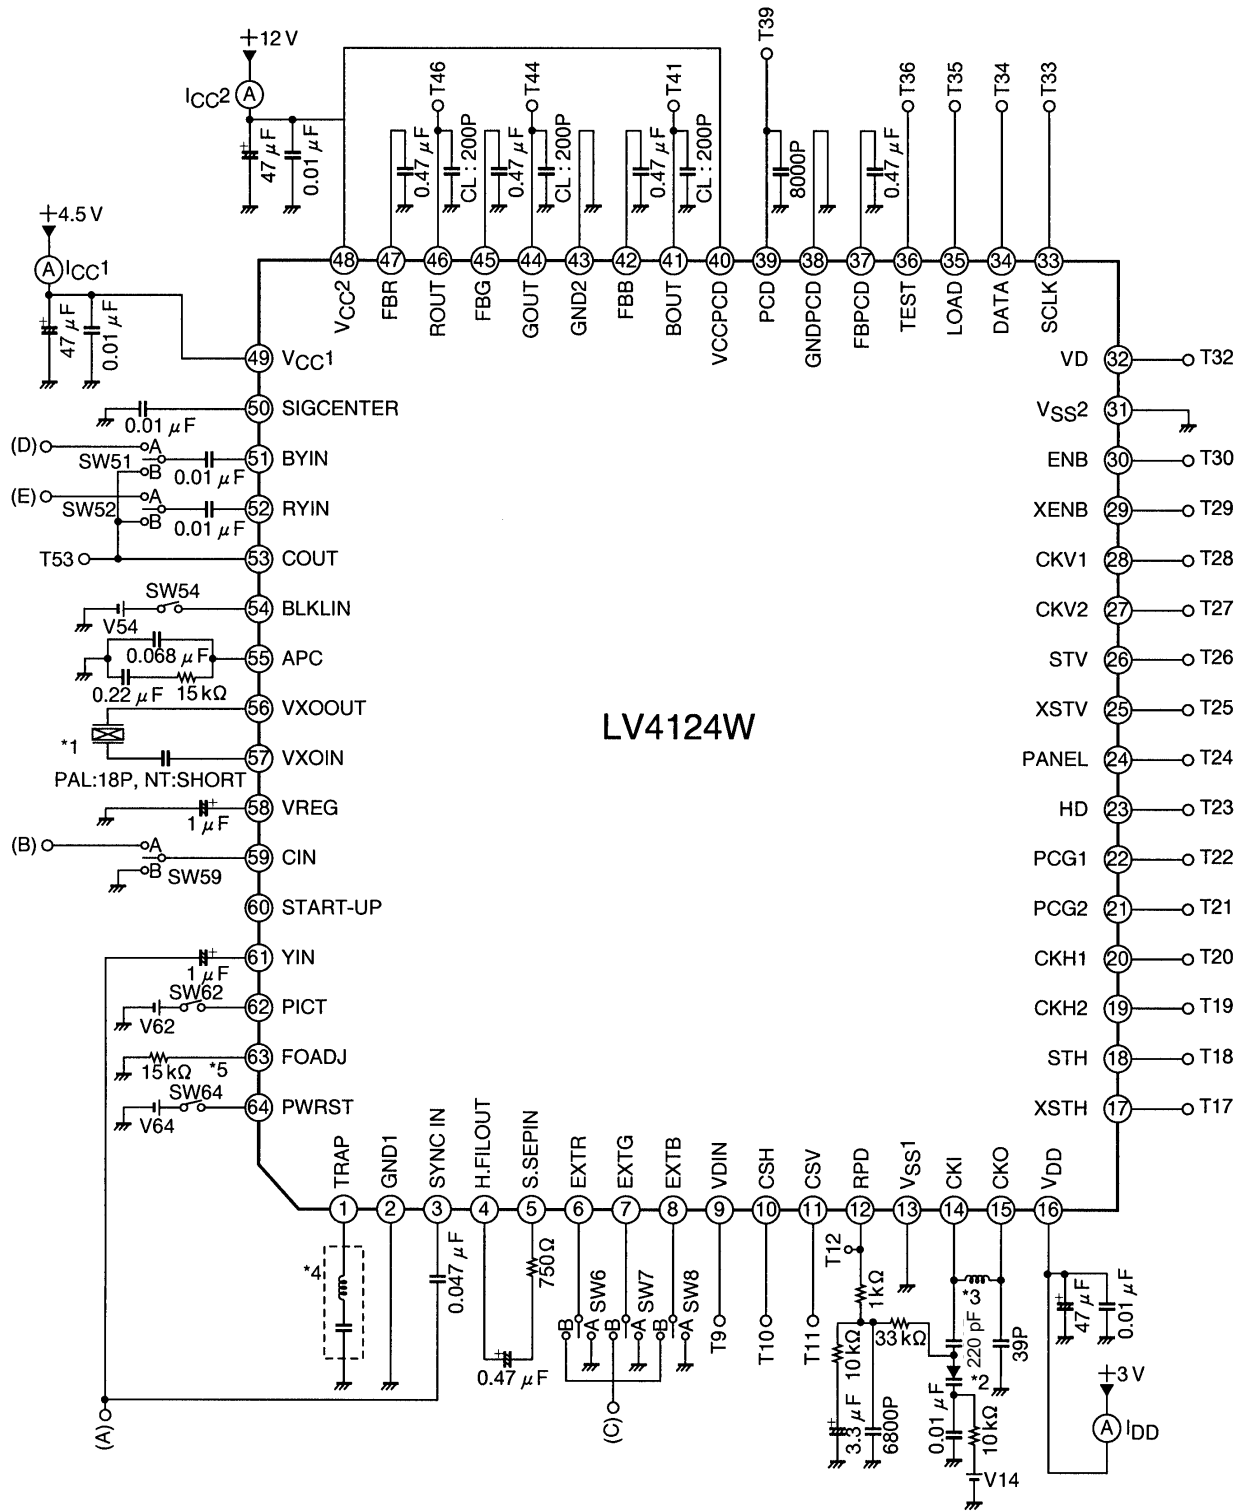 +12 V
ICC2
A
47 μF
0.01 μF
T46
T44
T41
T39
T36
T35
T34
T33
0.47 μF
CL : 200P
0.47 μF
CL : 200P
0.47 μF
CL : 200P
8000P
0.47 μF
+4.5 V
A
ICC1
47 μF
0.01 μF
48
47
46
45
44
43
42
41
40
39
38
37
36
35
34
33
VCC2
FBR
ROUT
FBG
GOUT
GND2
FBB
BOUT
VCCPCD
PCD
GNDPCD
FBPCD
TEST
LOAD
DATA
SCLK
49 VCC1
50 SIGCENTER
0.01 μF
(D)
A
SW51
B
0.01 μF
51 BYIN
(E)
A
SW52
B
0.01 μF
52 RYIN
T53
53 COUT
SW54
V54
54 BLKLIN
0.068 μF
0.22 μF
15 kΩ
55 APC
56 VXOOUT
*1
57 VXOIN
PAL:18P, NT:SHORT
1 μF
58 VREG
(B)
A
B
SW59
59 CIN
60 START-UP
1 μF
61 YIN
SW62
V62
62 PICT
15 kΩ
*5
63 FOADJ
SW64
V64
64 PWRST
LV4124W
VD 32 T32
VSS2 31
ENB 30 T30
XENB 29 T29
CKV1 28 T28
CKV2 27 T27
STV 26 T26
XSTV 25 T25
PANEL 24 T24
HD 23 T23
PCG1 22 T22
PCG2 21 T21
CKH1 20 T20
CKH2 19 T19
STH 18 T18
XSTH 17 T17
TRAP
GND1
SYNC IN
H.FILOUT
S.SEPIN
EXTR
EXTG
EXTB
VDIN
CSH
CSV
RPD
VSS1
CKI
CKO
VDD
1
2
3
4
5
6
7
8
9
10
11
12
13
14
15
16
*4
0.047 μF
750 Ω
0.47 μF
B
A
SW6
B
A
SW7
B
A
SW8
(A)
(C)
T9
T10
T11
T12
1 kΩ
10 kΩ
3.3 μF
6800P
33 kΩ
*3
220 pF
*2
39P
0.01 μF
10 kΩ
V14
47 μF
0.01 μF
+3 V
A
IDD